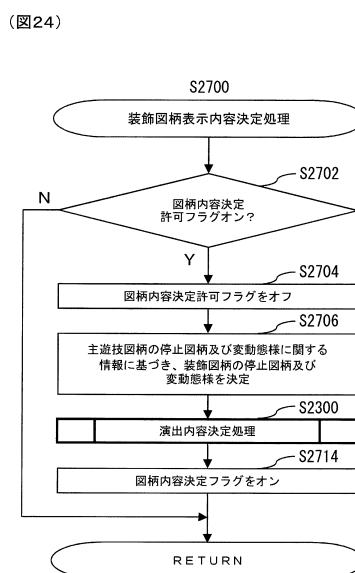 (図24)
S2700
装飾図柄表示内容決定処理
S2702
図柄内容決定
許可フラグオン?
N
Y
S2704
図柄内容決定許可フラグをオフ
S2706
主遊技図柄の停止図柄及び変動態様に関する
情報に基づき、装飾図柄の停止図柄及び
変動態様を決定
S2300
演出内容決定処理
S2714
図柄内容決定フラグをオン
RETURN